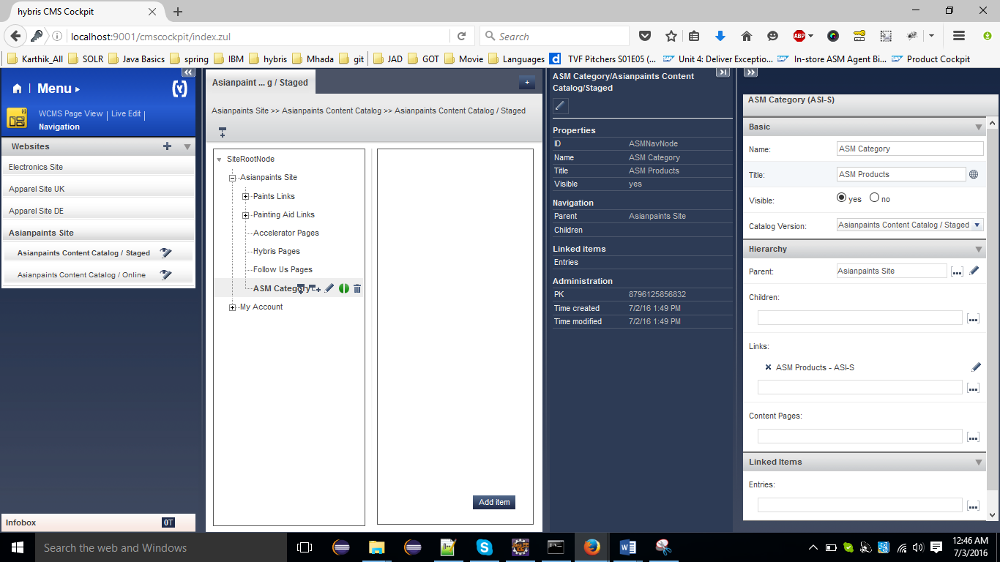 hybris CMS Cockpit
localhost:9001/cmscockpit/index.zul
Search
ABP
Karthik_All SOLR Java Basics spring IBM hybris Mhada git JAD GOT Movie Languages d TVF Pitchers S01E05 (... Unit 4: Deliver Exceptio... In-store ASM Agent Bi... Product Cockpit
Menu
WCMS Page View | Live Edit |
Navigation
Websites
Electronics Site
Apparel Site UK
Apparel Site DE
Asianpaints Site
Asianpaints Content Catalog / Staged
Asianpaints Content Catalog / Online
Infobox 0T
Asianpaint ... g / Staged
+
Asianpaints Site >> Asianpaints Content Catalog >> Asianpaints Content Catalog / Staged
SiteRootNode
Asianpaints Site
Paints Links
Painting Aid Links
Accelerator Pages
Hybris Pages
Follow Us Pages
ASM Category
My Account
Add item
ASM Category/Asianpaints Content
Catalog/Staged
Properties
ID ASMNavNode
Name ASM Category
Title ASM Products
Visible yes
Navigation
Parent Asianpaints Site
Children
Linked items
Entries
Administration
PK 8796125856832
Time created 7/2/16 1:49 PM
Time modified 7/2/16 1:49 PM
ASM Category (ASI-S)
Basic
Name: ASM Category
Title: ASM Products
Visible: yes no
Catalog Version: Asianpaints Content Catalog / Staged
Hierarchy
Parent: Asianpaints Site ...
Children:
...
Links:
ASM Products - ASI-S
...
Content Pages:
...
Linked Items
Entries:
...
Search the web and Windows
12:46 AM
7/3/2016